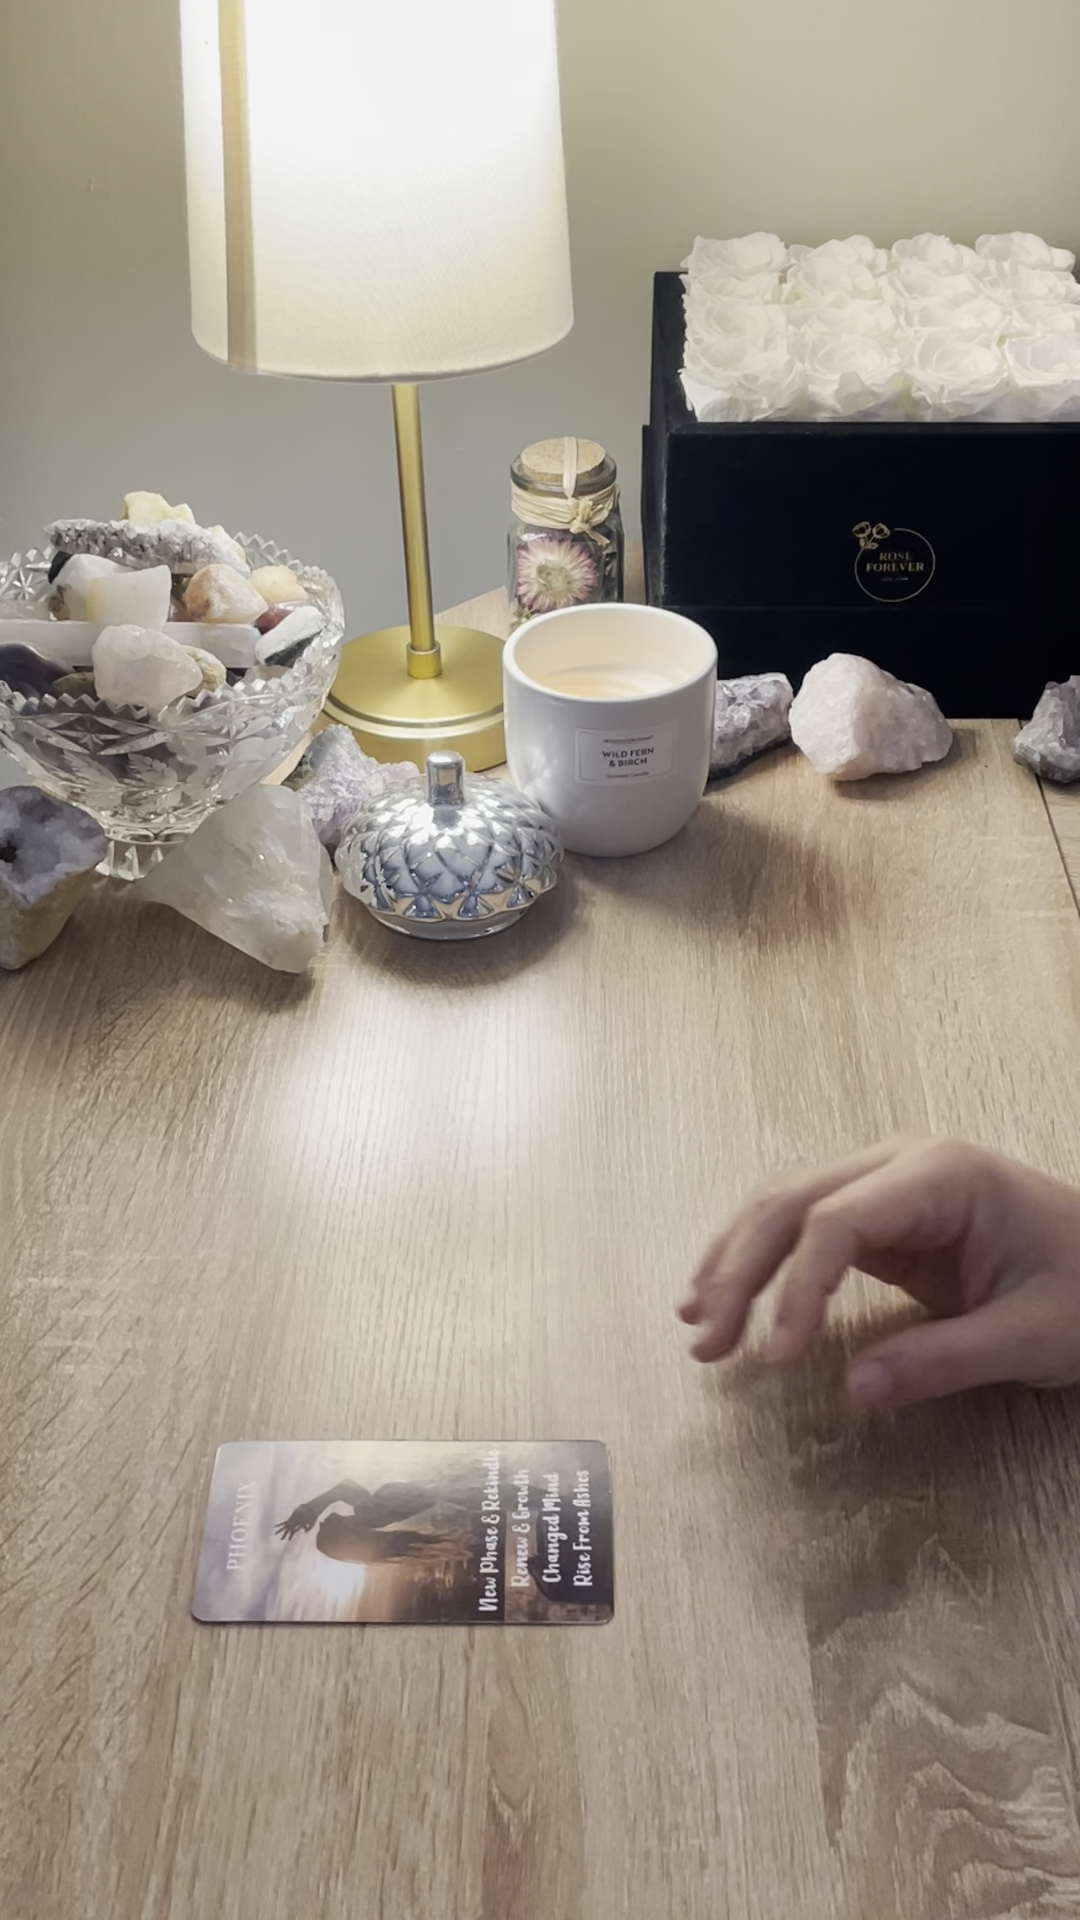 ROSE
FOREVER
WILD FERN
& BIRCH
PHOENIX
New Phase & Rekindle
Renew & Growth
Changed Mind
Rise From Ashes